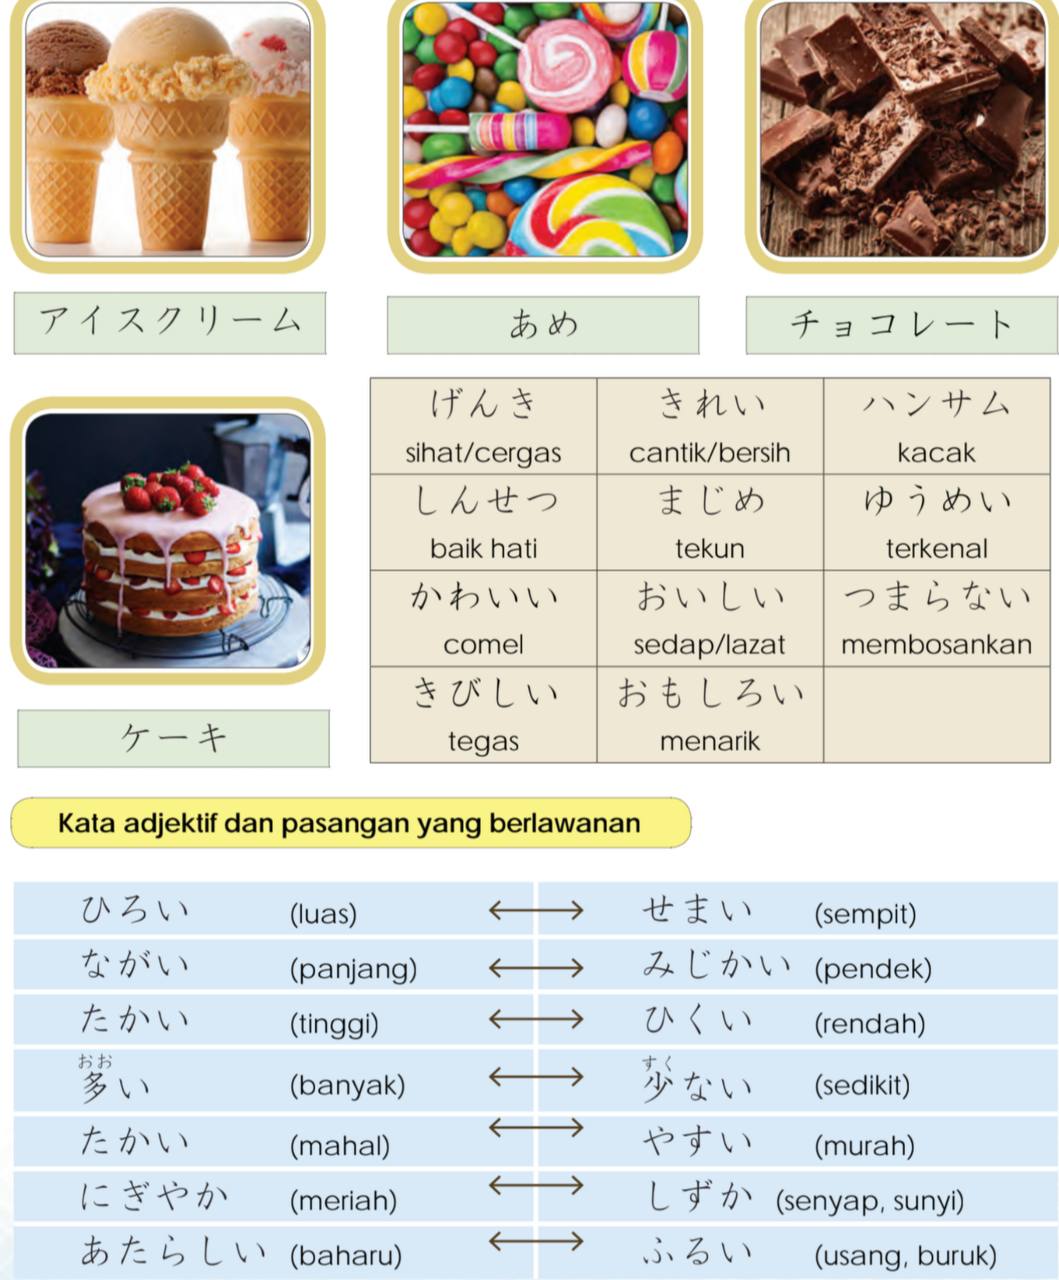 アイスクリーム
あめ
チョコレート
げんき きれい ハンサム
sihat/cergas cantik/bersih kacak
しんせつ まじめ ゆうめい
baik hati tekun terkenal
かわいい おいしい つまらない
comel sedap/lazat membosankan
きびしい おもしろい
tegas menarik
ケーキ
Kata adjektif dan pasangan yang berlawanan
ひろい (luas) ⟷ せまい (sempit)
ながい (panjang) ⟷ みじかい (pendek)
たかい (tinggi) ⟷ ひくい (rendah)
おお すく
多い (banyak) ⟷ 少ない (sedikit)
たかい (mahal) ⟷ やすい (murah)
にぎやか (meriah) ⟷ しずか (senyap, sunyi)
あたらしい (baharu) ⟷ ふるい (usang, buruk)